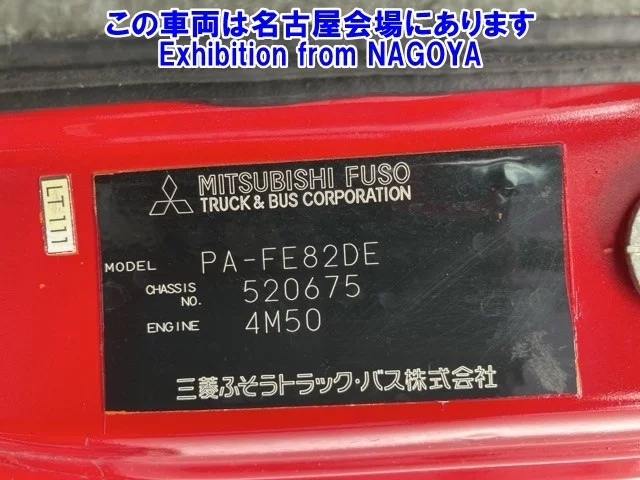 この車両は名古屋会場にあります
Exhibition from NAGOYA
LT-111
MITSUBISHI FUSO
TRUCK & BUS CORPORATION
MODEL PA-FE82DE
CHASSIS NO. 520675
ENGINE 4M50
三菱ふそうトラック・バス株式会社